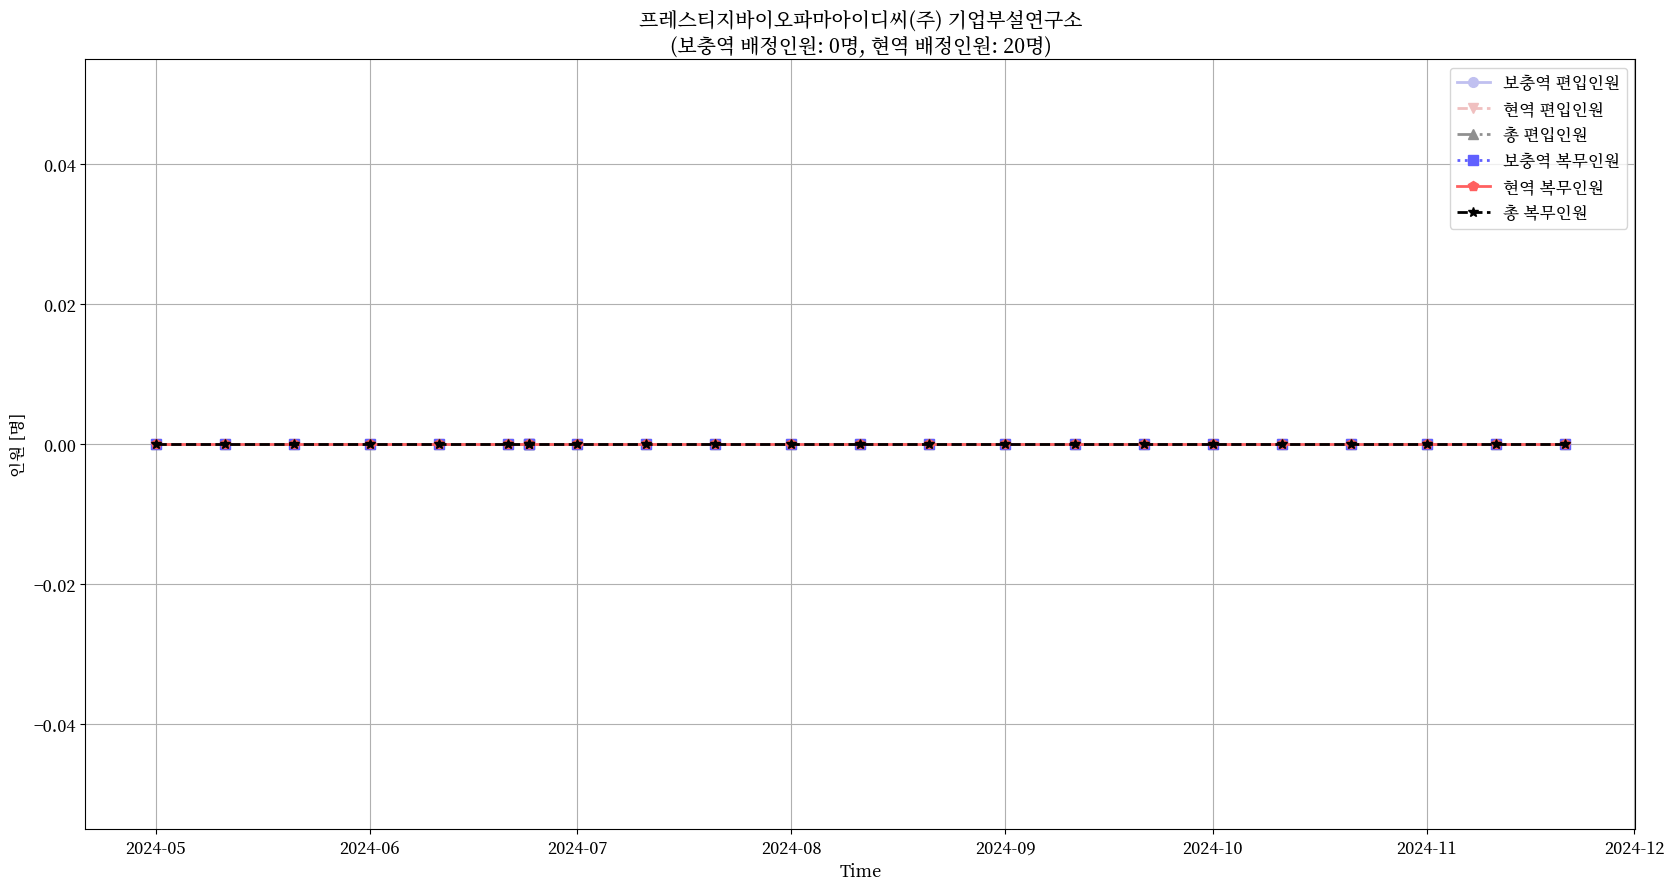 프레스티지바이오파마아이디씨(주) 기업부설연구소
(보충역 배정인원: 0명, 현역 배정인원: 20명)
보충역 편입인원
현역 편입인원
총 편입인원
보충역 복무인원
현역 복무인원
총 복무인원
인원 [명]
0.04
0.02
0.00
−0.02
−0.04
2024-05
2024-06
2024-07
2024-08
2024-09
2024-10
2024-11
2024-12
Time